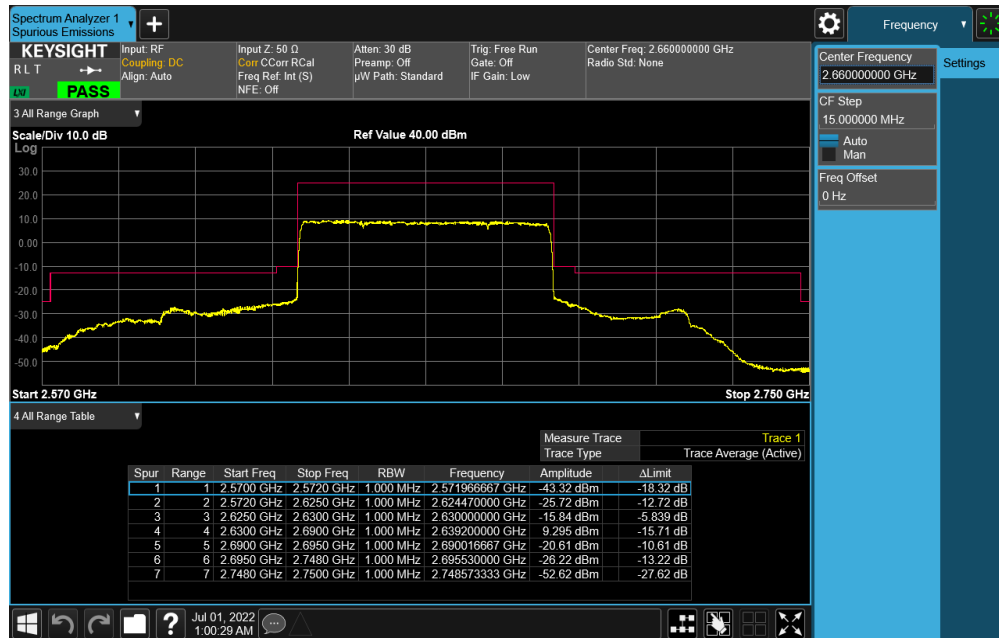 Spectrum Analyzer 1
Spurious Emissions
Frequency
KEYSIGHT
R L T
LXI
PASS
Input: RF
Coupling: DC
Align: Auto
Input Z: 50 Ω
Corr CCorr RCal
Freq Ref: Int (S)
NFE: Off
Atten: 30 dB
Preamp: Off
µW Path: Standard
Trig: Free Run
Gate: Off
IF Gain: Low
Center Freq: 2.660000000 GHz
Radio Std: None
Center Frequency
2.660000000 GHz
Settings
CF Step
15.000000 MHz
Auto
Man
Freq Offset
0 Hz
3 All Range Graph
Scale/Div 10.0 dB
Ref Value 40.00 dBm
Log
30.0
20.0
10.0
0.00
-10.0
-20.0
-30.0
-40.0
-50.0
Start 2.570 GHz
Stop 2.750 GHz
4 All Range Table
Measure Trace Trace 1
Trace Type Trace Average (Active)
Spur Range Start Freq Stop Freq RBW Frequency Amplitude ΔLimit
1 1 2.5700 GHz 2.5720 GHz 1.000 MHz 2.571966667 GHz -43.32 dBm -18.32 dB
2 2 2.5720 GHz 2.6250 GHz 1.000 MHz 2.624470000 GHz -25.72 dBm -12.72 dB
3 3 2.6250 GHz 2.6300 GHz 1.000 MHz 2.630000000 GHz -15.84 dBm -5.839 dB
4 4 2.6300 GHz 2.6900 GHz 1.000 MHz 2.639200000 GHz 9.295 dBm -15.71 dB
5 5 2.6900 GHz 2.6950 GHz 1.000 MHz 2.690016667 GHz -20.61 dBm -10.61 dB
6 6 2.6950 GHz 2.7480 GHz 1.000 MHz 2.695530000 GHz -26.22 dBm -13.22 dB
7 7 2.7480 GHz 2.7500 GHz 1.000 MHz 2.748573333 GHz -52.62 dBm -27.62 dB
Jul 01, 2022
1:00:29 AM